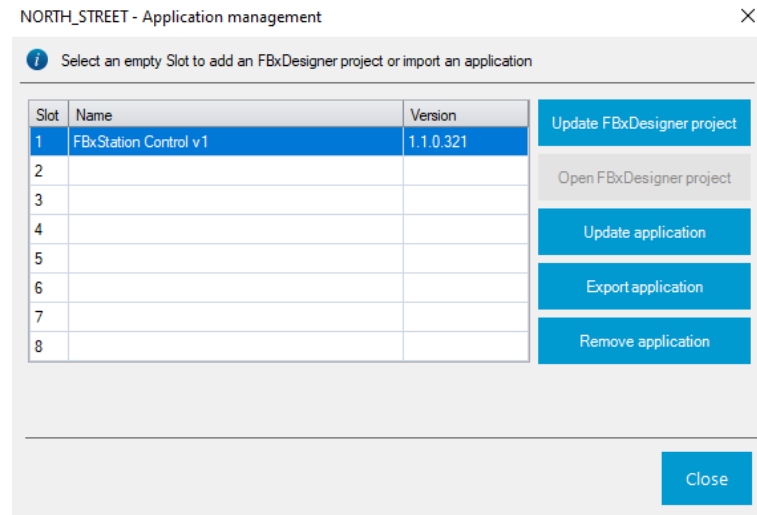 NORTH_STREET - Application management
Select an empty Slot to add an FBxDesigner project or import an application
Slot Name Version
1 FBxStation Control v1 1.1.0.321
2
3
4
5
6
7
8
Update FBxDesigner project
Open FBxDesigner project
Update application
Export application
Remove application
Close